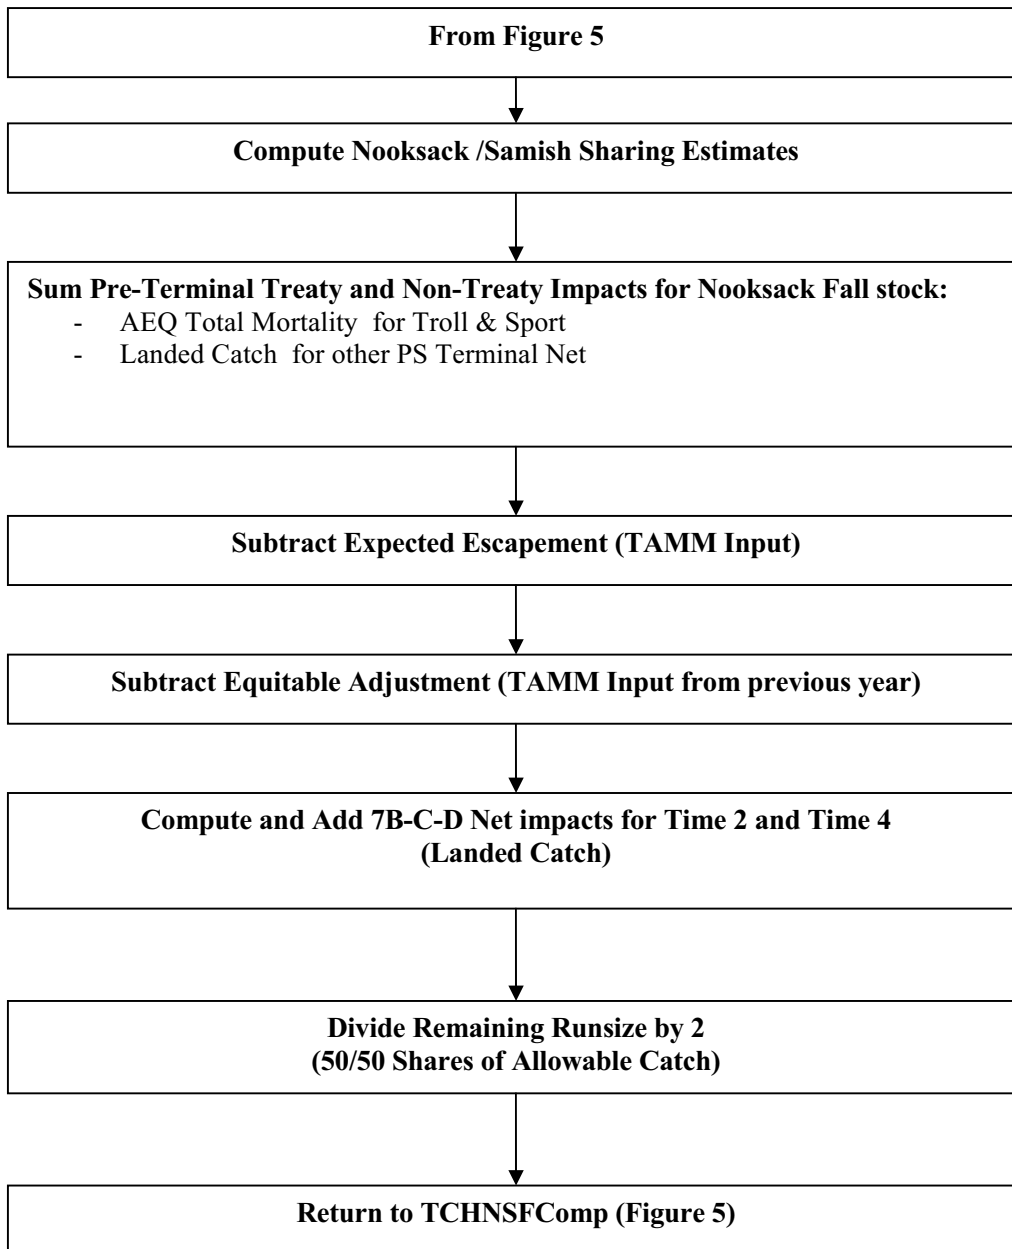 From Figure 5
Compute Nooksack /Samish Sharing Estimates
Sum Pre-Terminal Treaty and Non-Treaty Impacts for Nooksack Fall stock:
- AEQ Total Mortality for Troll & Sport
- Landed Catch for other PS Terminal Net
Subtract Expected Escapement (TAMM Input)
Subtract Equitable Adjustment (TAMM Input from previous year)
Compute and Add 7B-C-D Net impacts for Time 2 and Time 4
(Landed Catch)
Divide Remaining Runsize by 2
(50/50 Shares of Allowable Catch)
Return to TCHNSFComp (Figure 5)